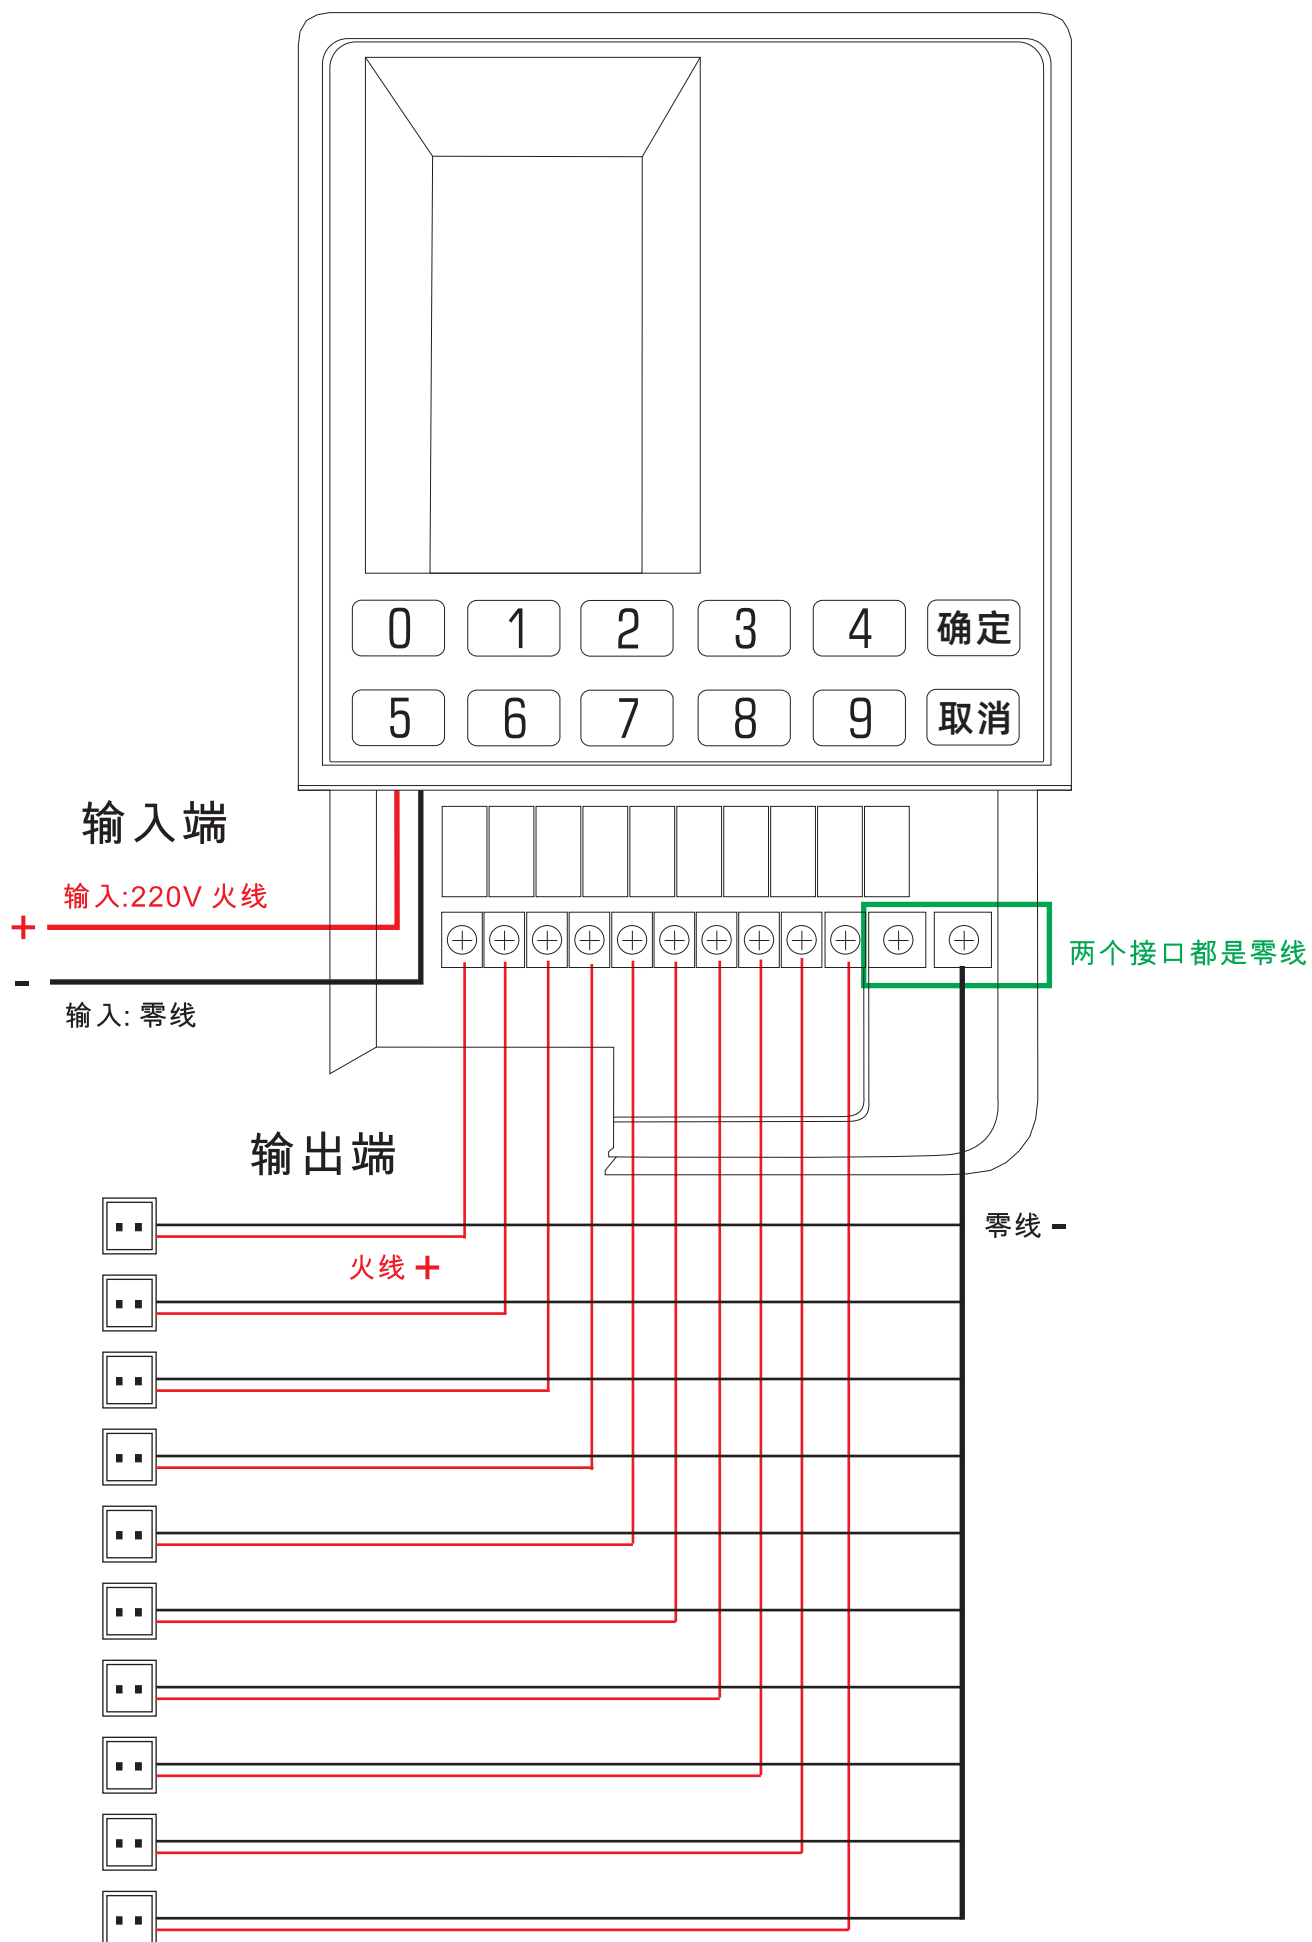 0 1 2 3 4 确定
5 6 7 8 9 取消
输入端
输入:220V 火线
+
-
输入: 零线
两个接口都是零线
输出端
零线 -
火线 +